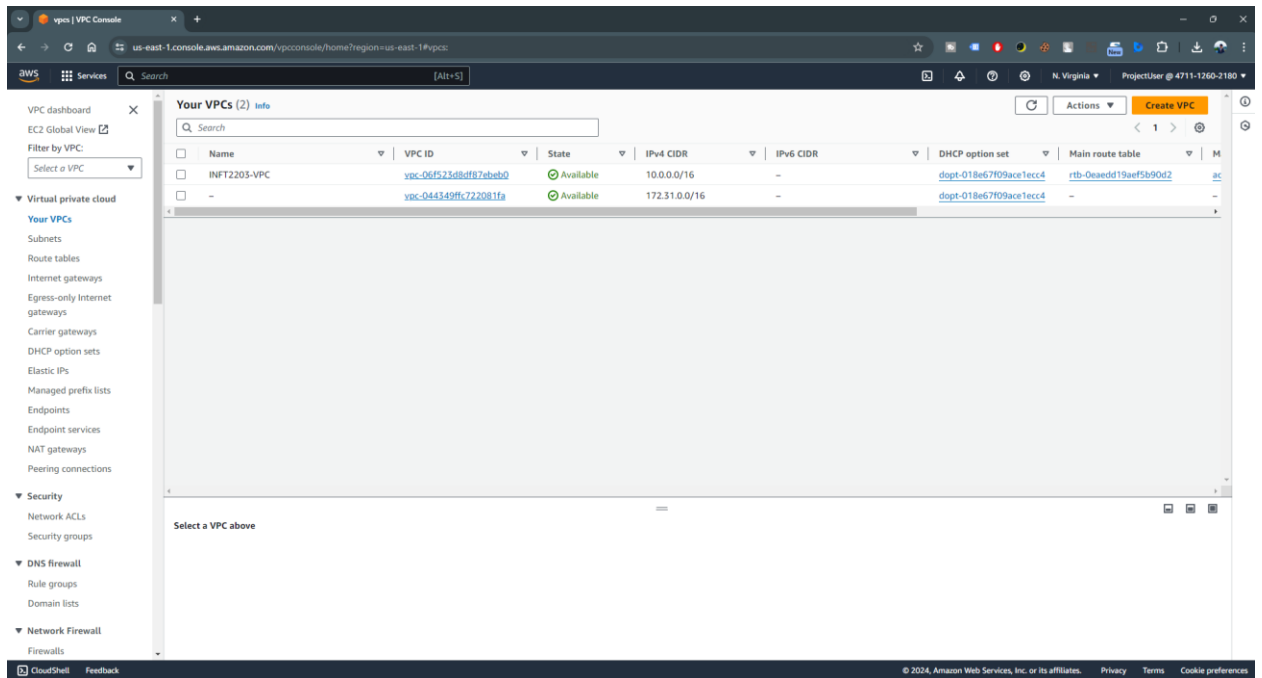 vpcs | VPC Console
us-east-1.console.aws.amazon.com/vpcconsole/home?region=us-east-1#vpcs:
New
aws Services Search [Alt+S] N. Virginia ProjectUser @ 4711-1260-2180
VPC dashboard
EC2 Global View
Filter by VPC:
Select a VPC
Virtual private cloud
Your VPCs
Subnets
Route tables
Internet gateways
Egress-only Internet
gateways
Carrier gateways
DHCP option sets
Elastic IPs
Managed prefix lists
Endpoints
Endpoint services
NAT gateways
Peering connections
Security
Network ACLs
Security groups
DNS firewall
Rule groups
Domain lists
Network Firewall
Firewalls
Your VPCs (2) Info
Actions Create VPC
Search
1
Name VPC ID State IPv4 CIDR IPv6 CIDR DHCP option set Main route table M
INFT2203-VPC vpc-06f523d8df87ebeb0 Available 10.0.0.0/16 – dopt-018e67f09ace1ecc4 rtb-0eaedd19aef5b90d2 ac
– vpc-044349ffc722081fa Available 172.31.0.0/16 – dopt-018e67f09ace1ecc4 – –
Select a VPC above
CloudShell Feedback © 2024, Amazon Web Services, Inc. or its affiliates. Privacy Terms Cookie preferences